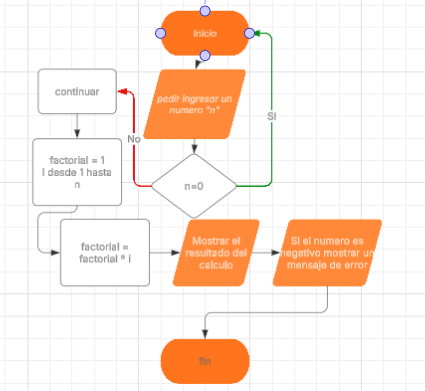 Inicio
pedir ingresar un
numero "n"
n=0
Si
No
continuar
factorial = 1
i desde 1 hasta
n
factorial =
factorial * i
Mostrar el
resultado del
calculo
Si el numero es
negativo mostrar un
mensaje de error
fin